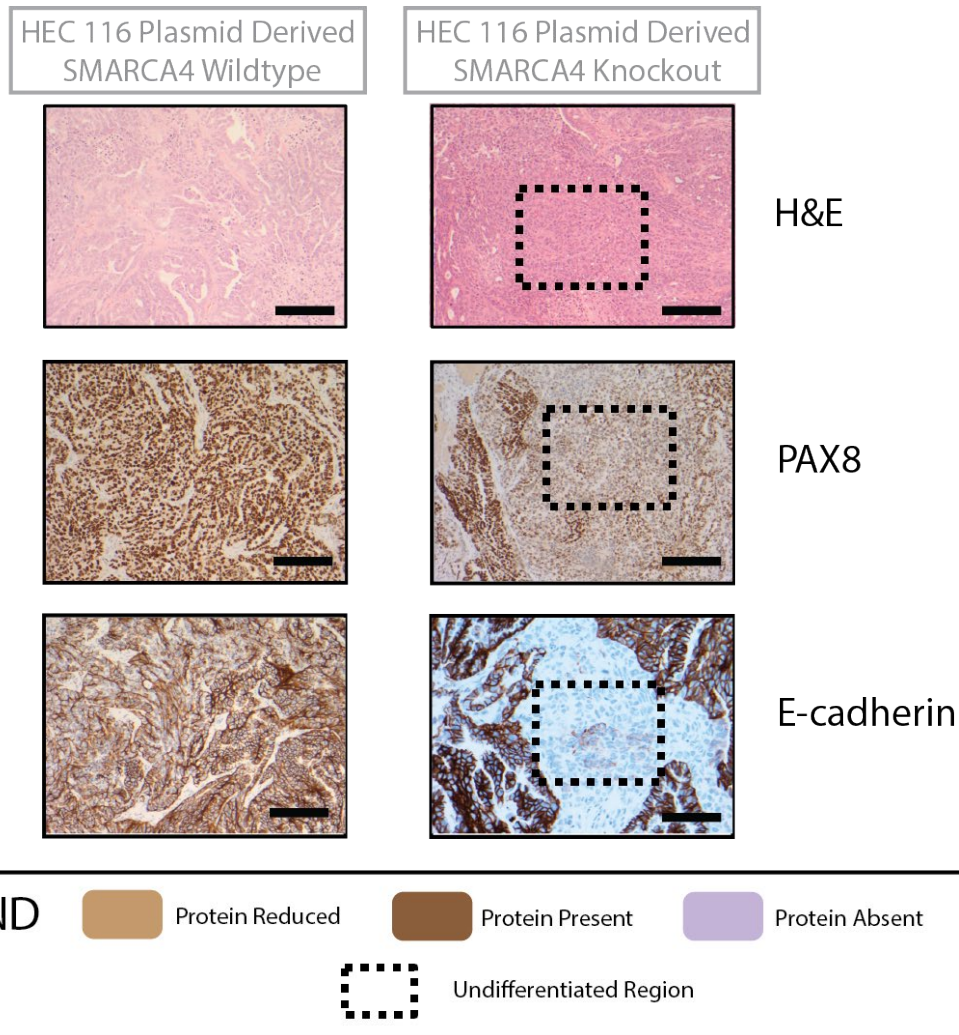 HEC 116 Plasmid Derived
SMARCA4 Wildtype
HEC 116 Plasmid Derived
SMARCA4 Knockout
H&E
PAX8
E-cadherin
ND
Protein Reduced
Protein Present
Protein Absent
Undifferentiated Region